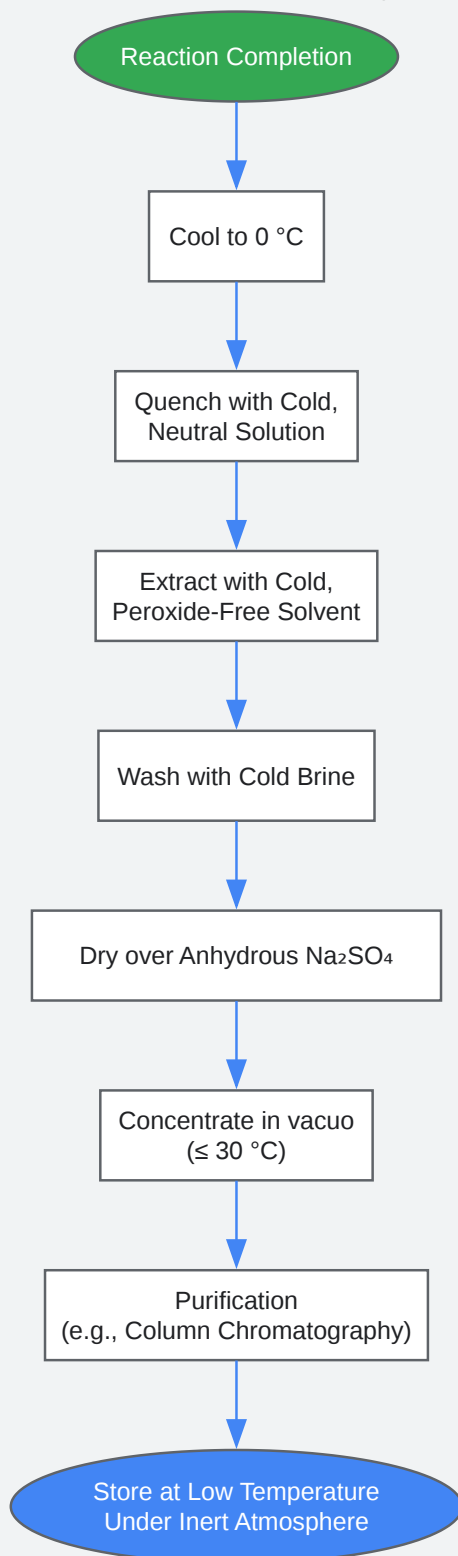 Reaction Completion
Cool to 0 °C
Quench with Cold,
Neutral Solution
Extract with Cold,
Peroxide-Free Solvent
Wash with Cold Brine
Dry over Anhydrous Na₂SO₄
Concentrate in vacuo
(≤ 30 °C)
Purification
(e.g., Column Chromatography)
Store at Low Temperature
Under Inert Atmosphere